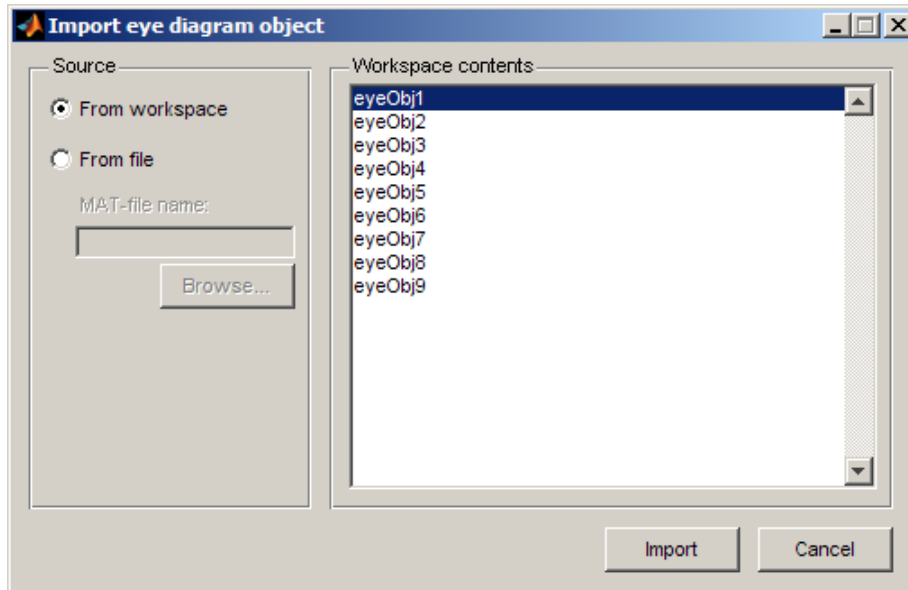 Import eye diagram object
Source
From workspace
From file
MAT-file name:
Browse...
Workspace contents
eyeObj1
eyeObj2
eyeObj3
eyeObj4
eyeObj5
eyeObj6
eyeObj7
eyeObj8
eyeObj9
Import
Cancel